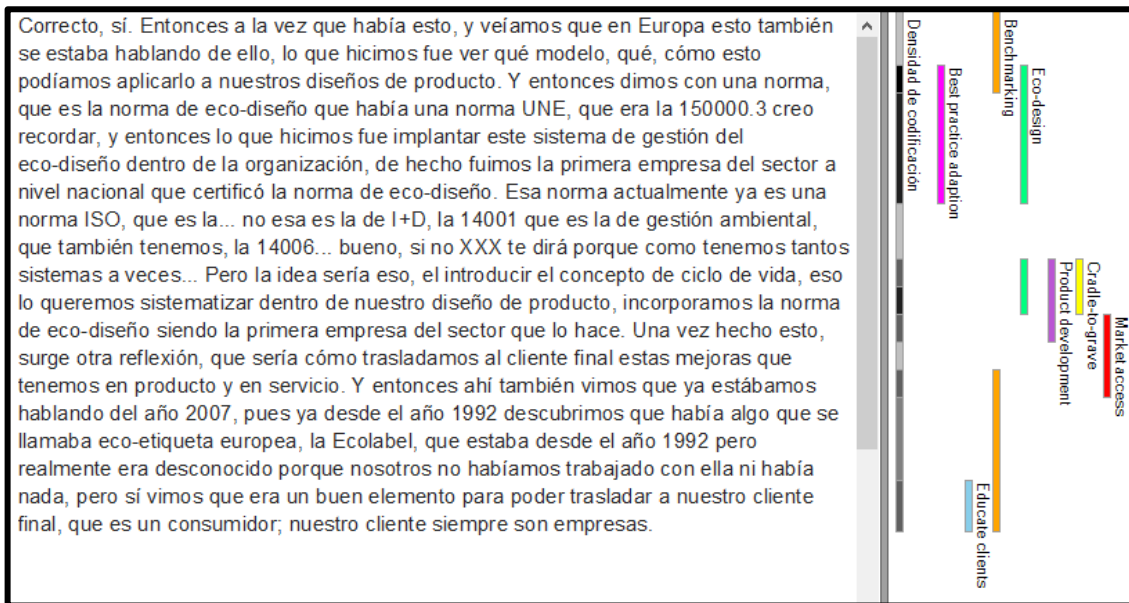 Correcto, sí. Entonces a la vez que había esto, y veíamos que en Europa esto también
se estaba hablando de ello, lo que hicimos fue ver qué modelo, qué, cómo esto
podíamos aplicarlo a nuestros diseños de producto. Y entonces dimos con una norma,
que es la norma de eco-diseño que había una norma UNE, que era la 150000.3 creo
recordar, y entonces lo que hicimos fue implantar este sistema de gestión del
eco-diseño dentro de la organización, de hecho fuimos la primera empresa del sector a
nivel nacional que certificó la norma de eco-diseño. Esa norma actualmente ya es una
norma ISO, que es la... no esa es la de I+D, la 14001 que es la de gestión ambiental,
que también tenemos, la 14006... bueno, si no XXX te dirá porque como tenemos tantos
sistemas a veces... Pero la idea sería eso, el introducir el concepto de ciclo de vida, eso
lo queremos sistematizar dentro de nuestro diseño de producto, incorporamos la norma
de eco-diseño siendo la primera empresa del sector que lo hace. Una vez hecho esto,
surge otra reflexión, que sería cómo trasladamos al cliente final estas mejoras que
tenemos en producto y en servicio. Y entonces ahí también vimos que ya estábamos
hablando del año 2007, pues ya desde el año 1992 descubrimos que había algo que se
llamaba eco-etiqueta europea, la Ecolabel, que estaba desde el año 1992 pero
realmente era desconocido porque nosotros no habíamos trabajado con ella ni había
nada, pero sí vimos que era un buen elemento para poder trasladar a nuestro cliente
final, que es un consumidor; nuestro cliente siempre son empresas.
Densidad de codificación
Best practice adaption
Educate clients
Benchmarking
Eco-design
Product development
Cradle-to-grave
Market access